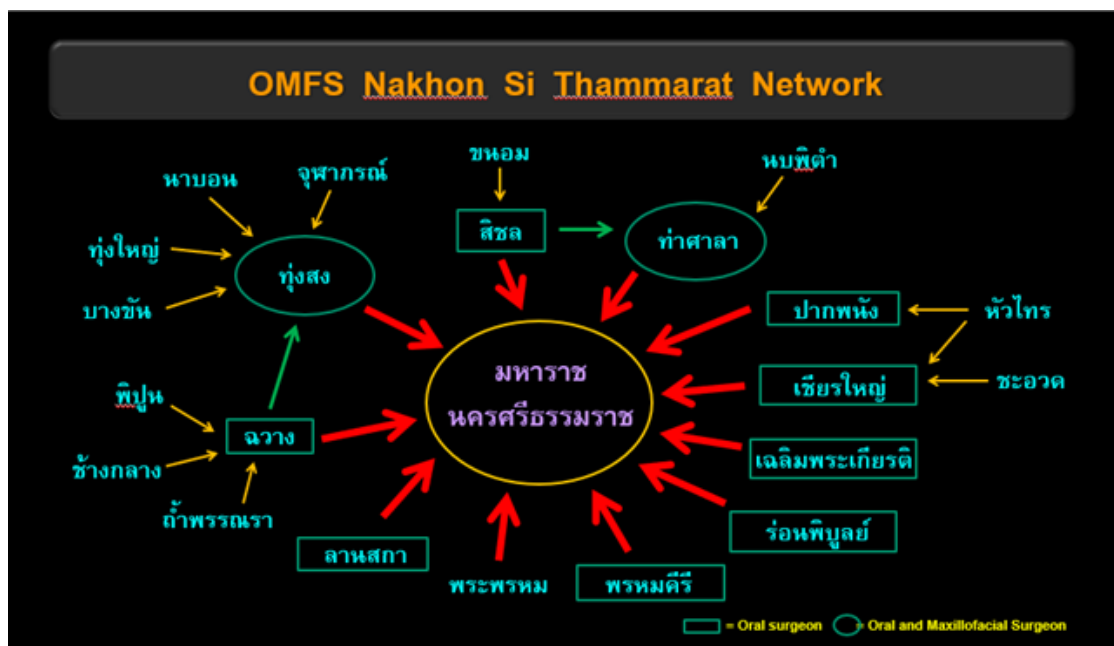 OMFS Nakhon Si Thammarat Network
ขนอม
นบพิตำ
นาบอน
จุฬาภรณ์
สิชล
ท่าศาลา
ทุ่งใหญ่
ทุ่งสง
บางขัน
ปากพนัง
หัวไทร
มหาราช
นครศรีธรรมราช
เชียรใหญ่
ชะอวด
พิปูน
ฉวาง
ช้างกลาง
เฉลิมพระเกียรติ
ถ้ำพรรณรา
ร่อนพิบูลย์
ลานสกา
พระพรหม
พรหมคีรี
= Oral surgeon
= Oral and Maxillofacial Surgeon